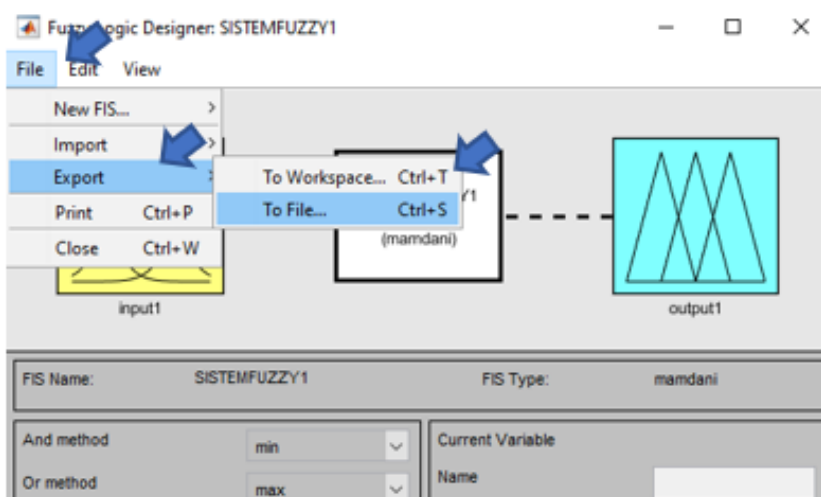 Fuzzy Logic Designer: SISTEMFUZZY1
File Edit View
New FIS...
Import
Export
To Workspace... Ctrl+T
To File... Ctrl+S
Print Ctrl+P
Close Ctrl+W
(mamdani)
input1
output1
FIS Name: SISTEMFUZZY1 FIS Type: mamdani
And method min
Or method max
Current Variable
Name